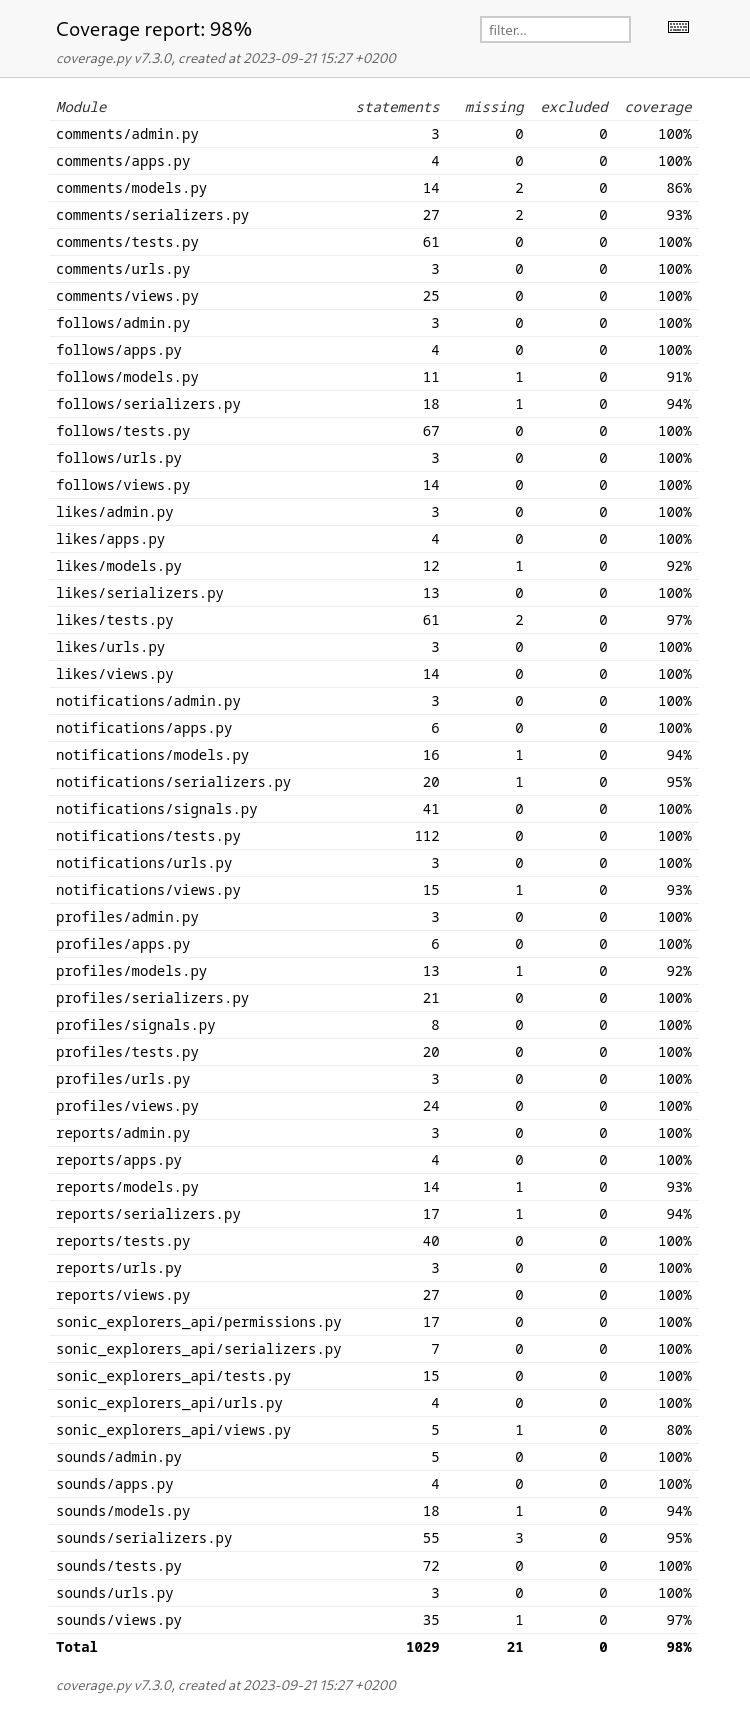 Coverage report: 98%
filter...
coverage.py v7.3.0, created at 2023-09-21 15:27 +0200
Module statements missing excluded coverage
comments/admin.py 3 0 0 100%
comments/apps.py 4 0 0 100%
comments/models.py 14 2 0 86%
comments/serializers.py 27 2 0 93%
comments/tests.py 61 0 0 100%
comments/urls.py 3 0 0 100%
comments/views.py 25 0 0 100%
follows/admin.py 3 0 0 100%
follows/apps.py 4 0 0 100%
follows/models.py 11 1 0 91%
follows/serializers.py 18 1 0 94%
follows/tests.py 67 0 0 100%
follows/urls.py 3 0 0 100%
follows/views.py 14 0 0 100%
likes/admin.py 3 0 0 100%
likes/apps.py 4 0 0 100%
likes/models.py 12 1 0 92%
likes/serializers.py 13 0 0 100%
likes/tests.py 61 2 0 97%
likes/urls.py 3 0 0 100%
likes/views.py 14 0 0 100%
notifications/admin.py 3 0 0 100%
notifications/apps.py 6 0 0 100%
notifications/models.py 16 1 0 94%
notifications/serializers.py 20 1 0 95%
notifications/signals.py 41 0 0 100%
notifications/tests.py 112 0 0 100%
notifications/urls.py 3 0 0 100%
notifications/views.py 15 1 0 93%
profiles/admin.py 3 0 0 100%
profiles/apps.py 6 0 0 100%
profiles/models.py 13 1 0 92%
profiles/serializers.py 21 0 0 100%
profiles/signals.py 8 0 0 100%
profiles/tests.py 20 0 0 100%
profiles/urls.py 3 0 0 100%
profiles/views.py 24 0 0 100%
reports/admin.py 3 0 0 100%
reports/apps.py 4 0 0 100%
reports/models.py 14 1 0 93%
reports/serializers.py 17 1 0 94%
reports/tests.py 40 0 0 100%
reports/urls.py 3 0 0 100%
reports/views.py 27 0 0 100%
sonic_explorers_api/permissions.py 17 0 0 100%
sonic_explorers_api/serializers.py 7 0 0 100%
sonic_explorers_api/tests.py 15 0 0 100%
sonic_explorers_api/urls.py 4 0 0 100%
sonic_explorers_api/views.py 5 1 0 80%
sounds/admin.py 5 0 0 100%
sounds/apps.py 4 0 0 100%
sounds/models.py 18 1 0 94%
sounds/serializers.py 55 3 0 95%
sounds/tests.py 72 0 0 100%
sounds/urls.py 3 0 0 100%
sounds/views.py 35 1 0 97%
Total 1029 21 0 98%
coverage.py v7.3.0, created at 2023-09-21 15:27 +0200